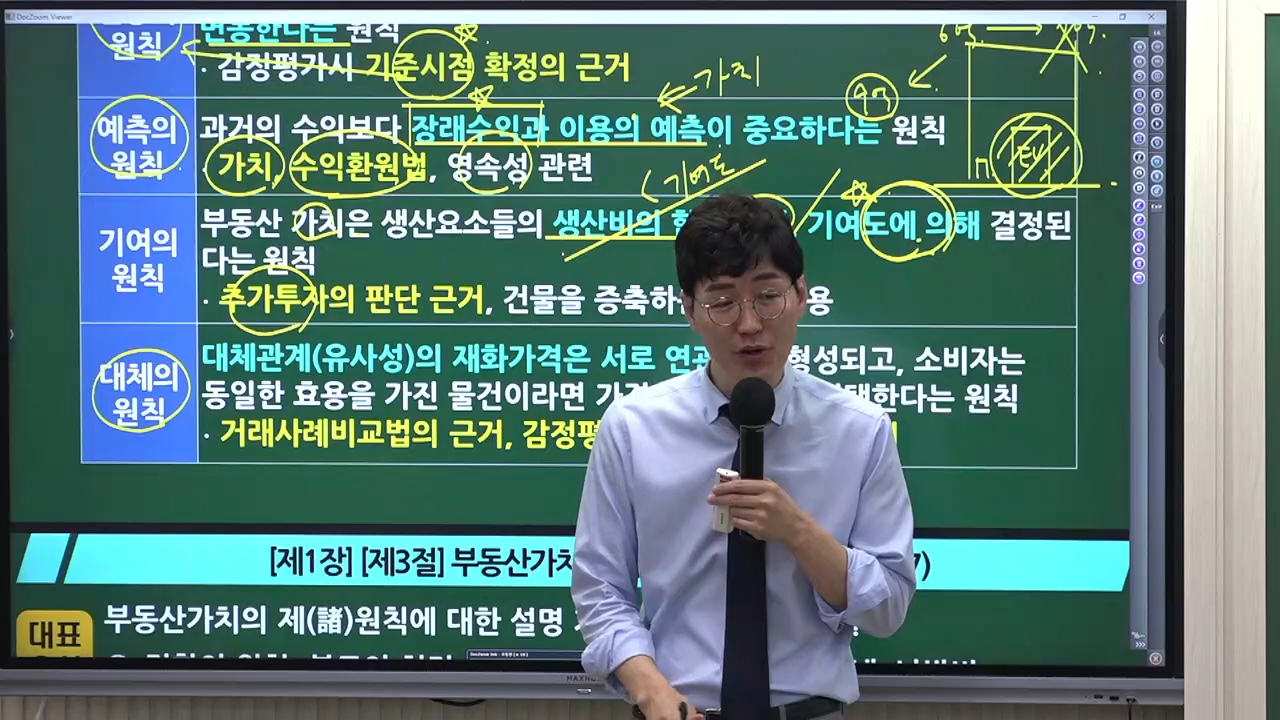 DocZoom Viewer
변동한다는 원칙
원칙
· 감정평가시 기준시점 확정의 근거
가치
9억
EV
예측의
원칙
과거의 수익보다 장래수익과 이용의 예측이 중요하다는 원칙
· 가치, 수익환원법, 영속성 관련
기여도
기여의
원칙
부동산 가치은 생산요소들의 생산비의 기여도에 의해 결정된
다는 원칙
· 추가투자의 판단 근거, 건물을 증축하
대체의
원칙
대체관계(유사성)의 재화가격은 서로 형성되고, 소비자는
동일한 효용을 가진 물건이라면 한다는 원칙
· 거래사례비교법의 근거, 감정평
[제1장] [제3절] 부동산가치 7)
대표
부동산가치의 제(諸)원칙에 대한 설명